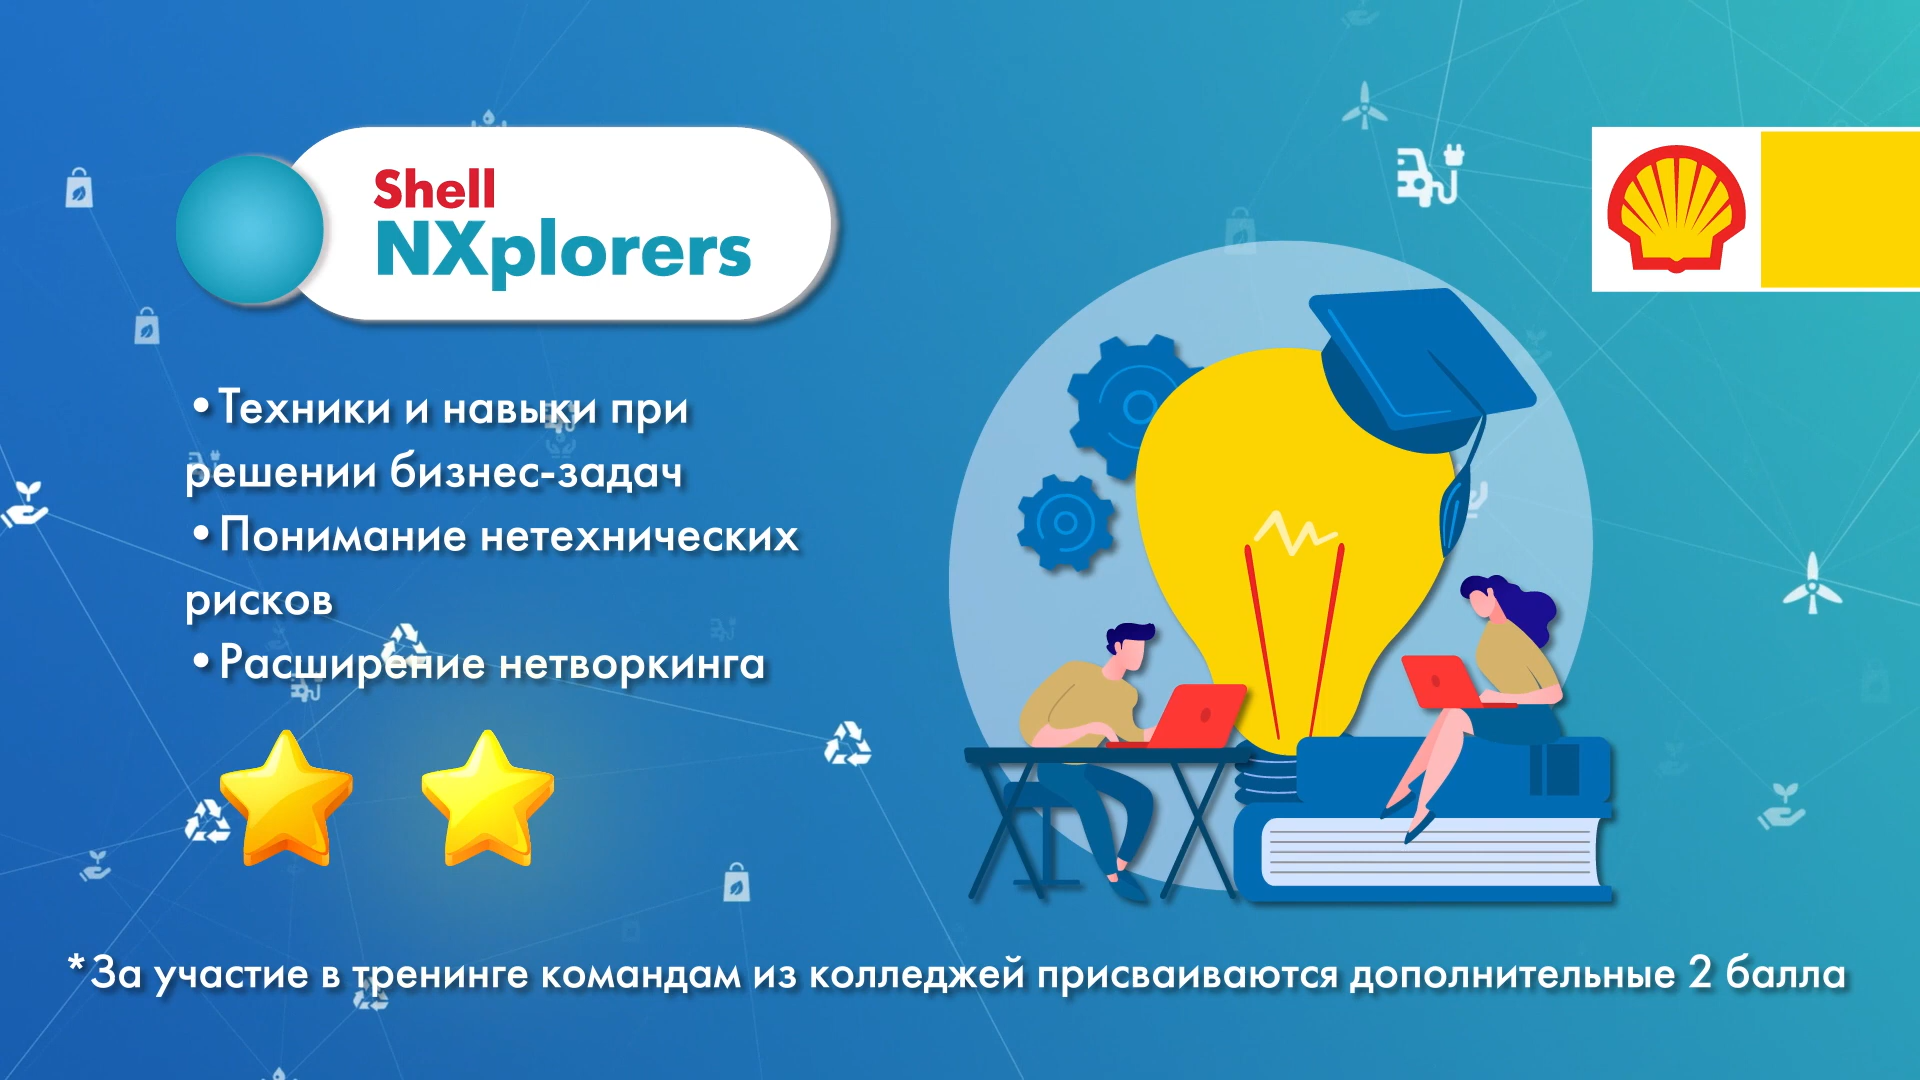 Shell
NXplorers
•Техники и навыки при
решении бизнес-задач
•Понимание нетехнических
рисков
•Расширение нетворкинга
*За участие в тренинге командам из колледжей присваиваются дополнительные 2 балла